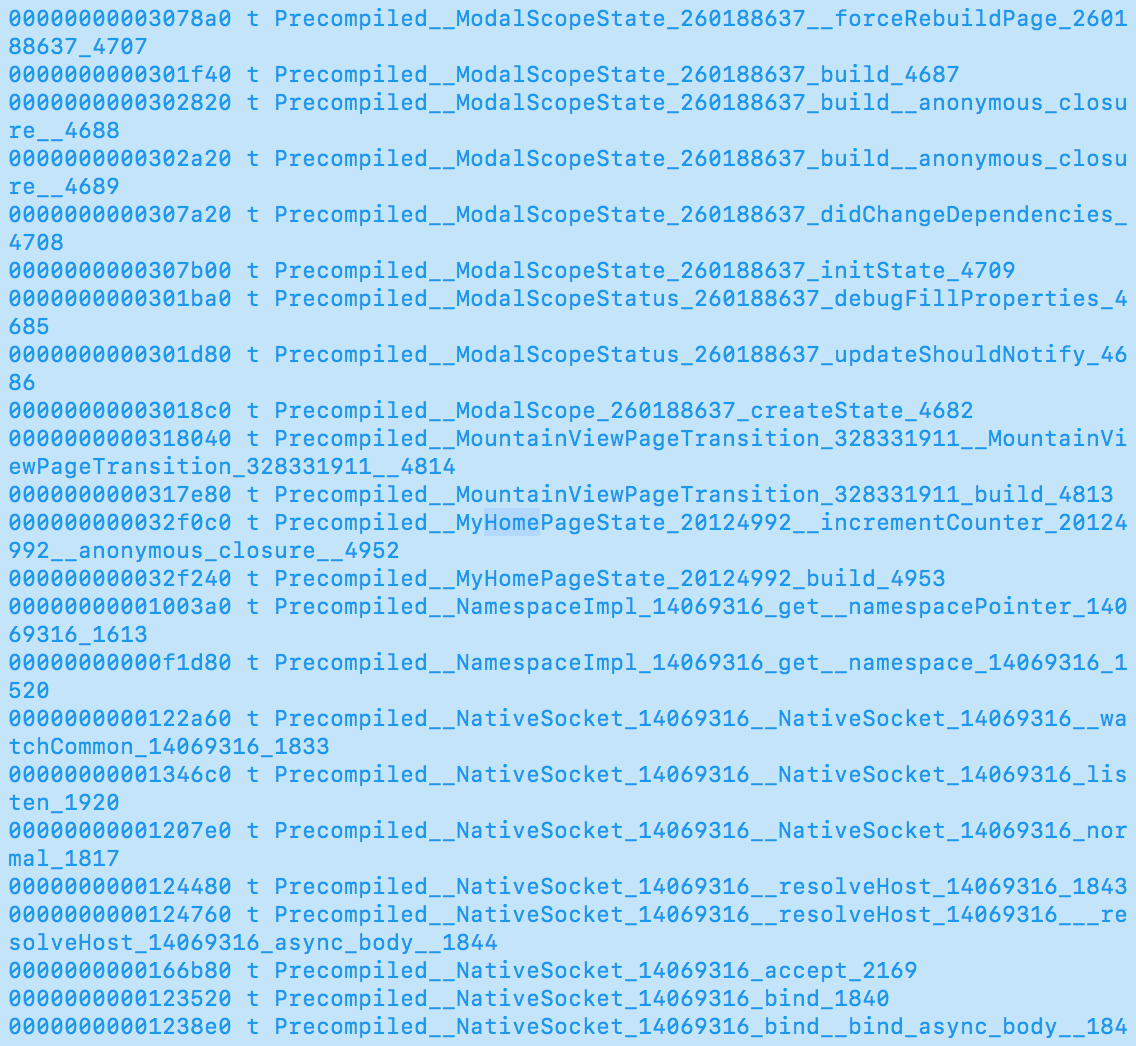 00000000003078a0 t Precompiled__ModalScopeState_260188637__forceRebuildPage_2601
88637_4707
0000000000301f40 t Precompiled__ModalScopeState_260188637_build_4687
0000000000302820 t Precompiled__ModalScopeState_260188637_build__anonymous_closu
re__4688
0000000000302a20 t Precompiled__ModalScopeState_260188637_build__anonymous_closu
re__4689
0000000000307a20 t Precompiled__ModalScopeState_260188637_didChangeDependencies_
4708
0000000000307b00 t Precompiled__ModalScopeState_260188637_initState_4709
0000000000301ba0 t Precompiled__ModalScopeStatus_260188637_debugFillProperties_4
685
0000000000301d80 t Precompiled__ModalScopeStatus_260188637_updateShouldNotify_46
86
00000000003018c0 t Precompiled__ModalScope_260188637_createState_4682
0000000000318040 t Precompiled__MountainViewPageTransition_328331911__MountainVi
ewPageTransition_328331911__4814
0000000000317e80 t Precompiled__MountainViewPageTransition_328331911_build_4813
000000000032f0c0 t Precompiled__MyHomePageState_20124992__incrementCounter_20124
992__anonymous_closure__4952
000000000032f240 t Precompiled__MyHomePageState_20124992_build_4953
00000000001003a0 t Precompiled__NamespaceImpl_14069316_get__namespacePointer_140
69316_1613
00000000000f1d80 t Precompiled__NamespaceImpl_14069316_get__namespace_14069316_1
520
0000000000122a60 t Precompiled__NativeSocket_14069316__NativeSocket_14069316__wa
tchCommon_14069316_1833
00000000001346c0 t Precompiled__NativeSocket_14069316__NativeSocket_14069316_lis
ten_1920
00000000001207e0 t Precompiled__NativeSocket_14069316__NativeSocket_14069316_nor
mal_1817
0000000000124480 t Precompiled__NativeSocket_14069316__resolveHost_14069316_1843
0000000000124760 t Precompiled__NativeSocket_14069316__resolveHost_14069316___re
solveHost_14069316_async_body__1844
0000000000166b80 t Precompiled__NativeSocket_14069316_accept_2169
0000000000123520 t Precompiled__NativeSocket_14069316_bind_1840
00000000001238e0 t Precompiled__NativeSocket_14069316_bind__bind_async_body__184